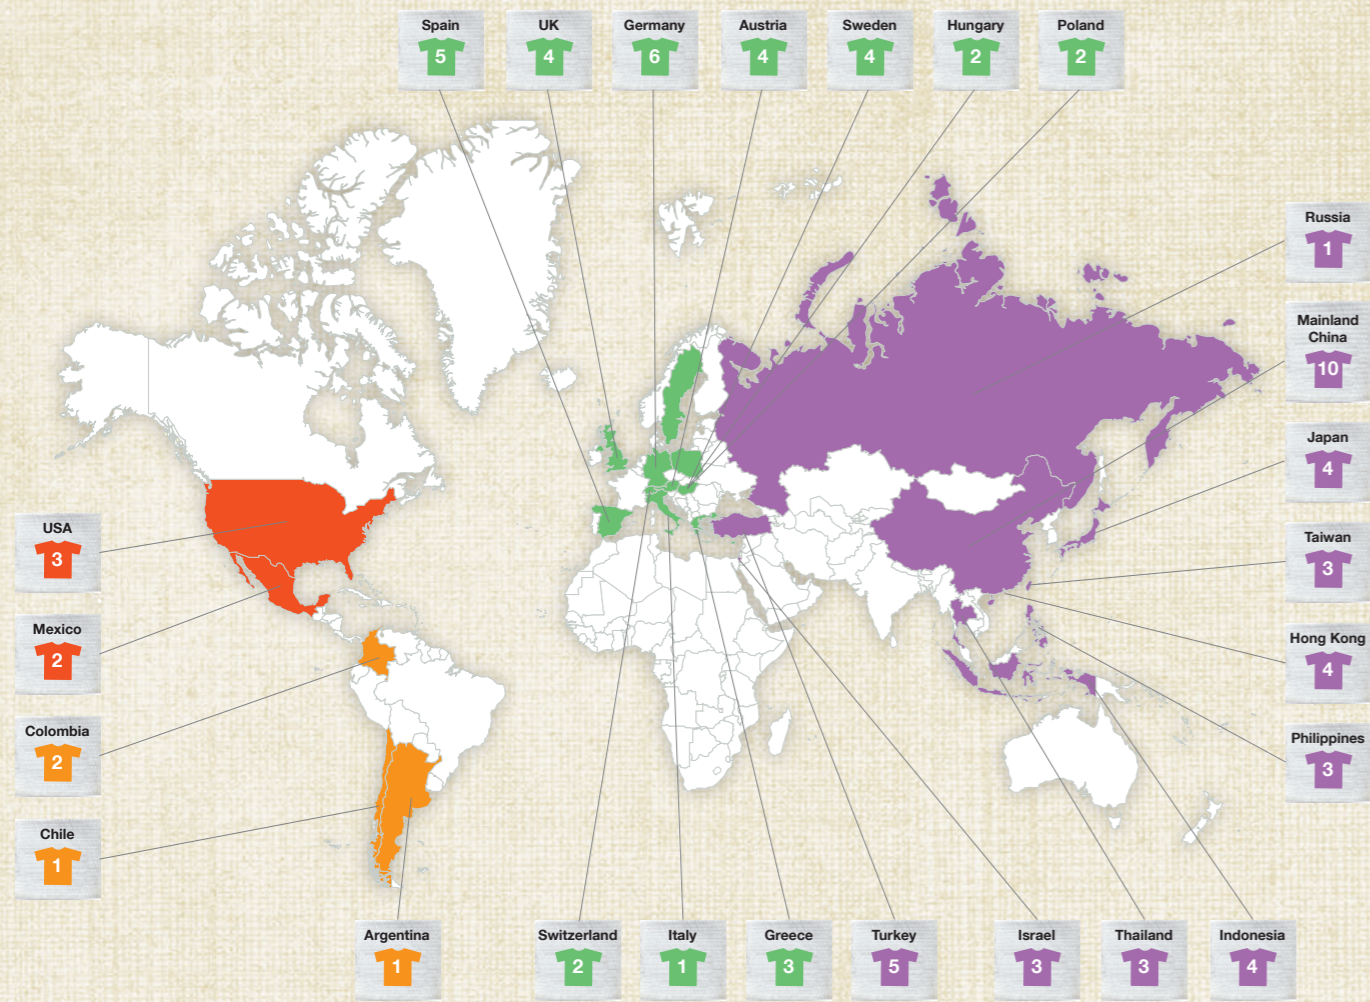 Spain
5
UK
4
Germany
6
Austria
4
Sweden
4
Hungary
2
Poland
2
Russia
1
Mainland
China
10
Japan
4
Taiwan
3
Hong Kong
4
Philippines
3
USA
3
Mexico
2
Colombia
2
Chile
1
Argentina
1
Switzerland
2
Italy
1
Greece
3
Turkey
5
Israel
3
Thailand
3
Indonesia
4